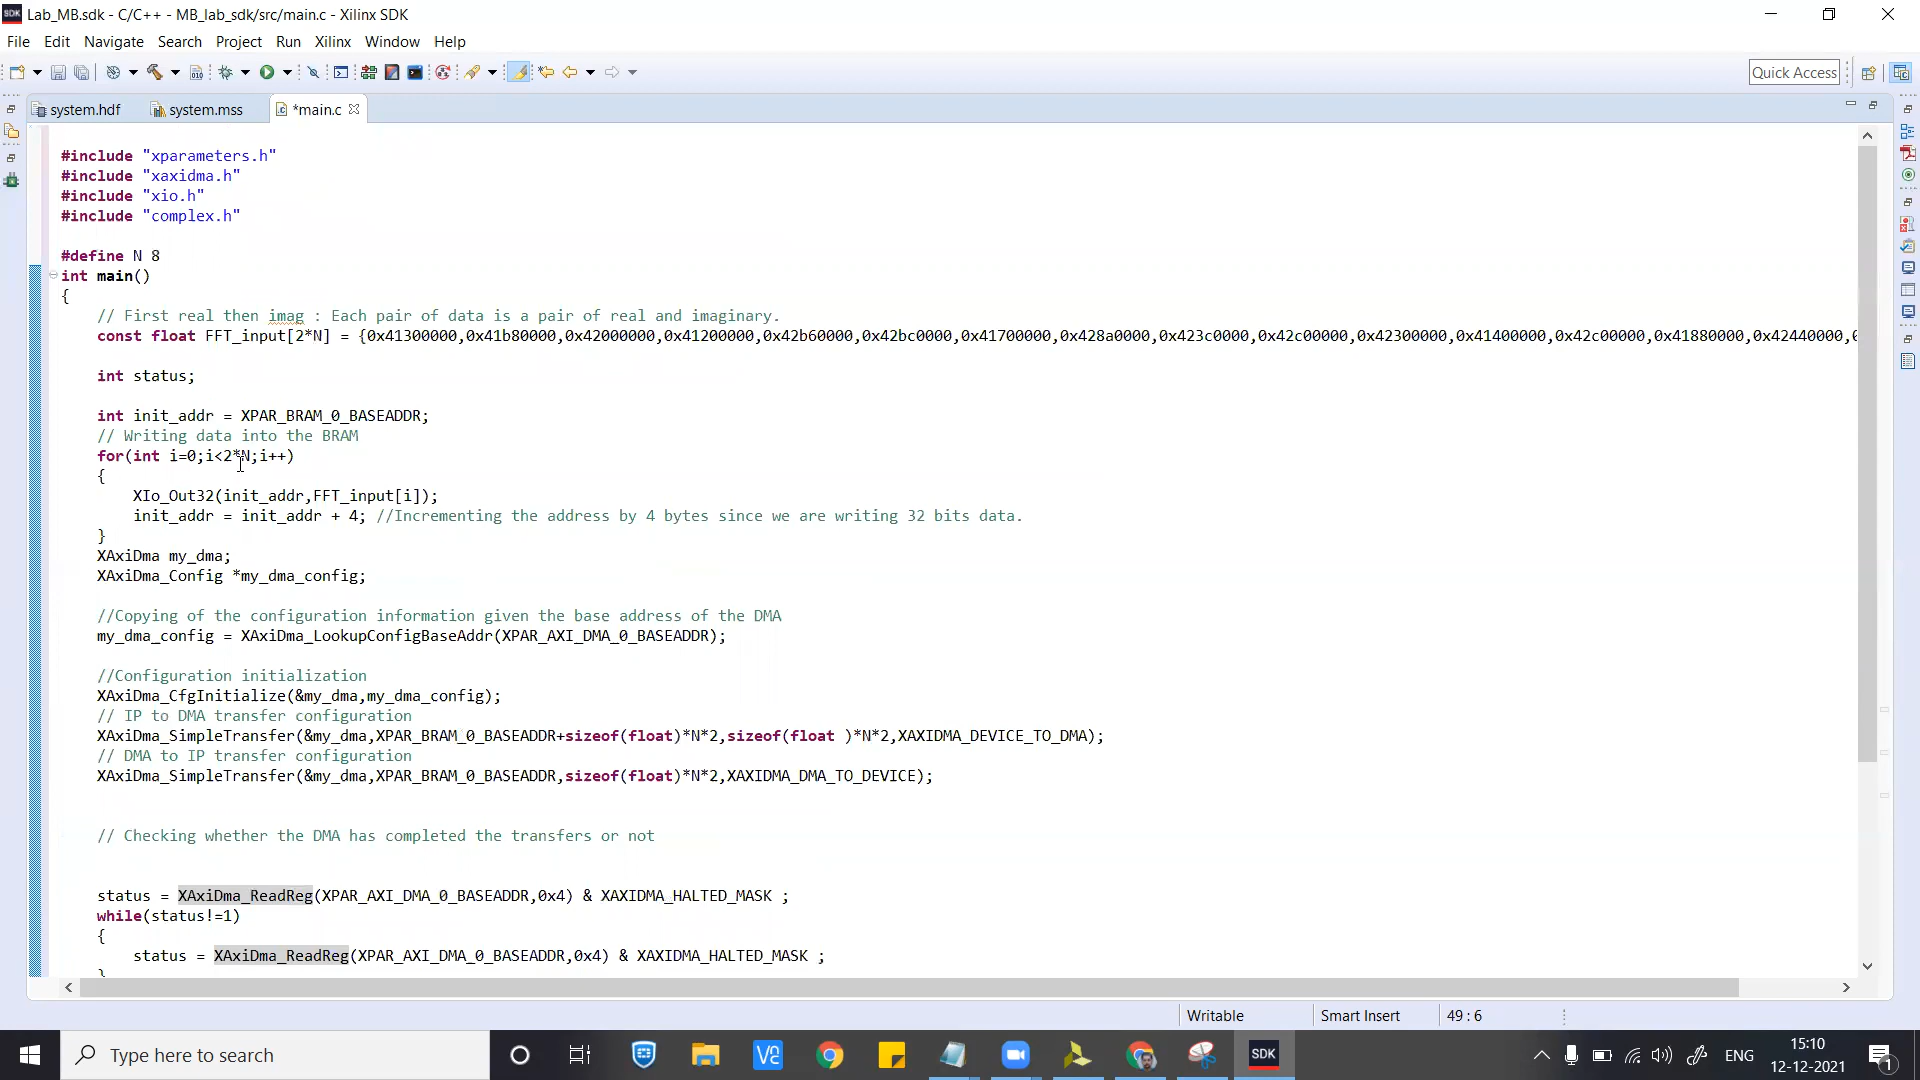 Lab_MB.sdk - C/C++ - MB_lab_sdk/src/main.c - Xilinx SDK
File Edit Navigate Search Project Run Xilinx Window Help
Quick Access
system.hdf system.mss *main.c
#include "xparameters.h"
#include "xaxidma.h"
#include "xio.h"
#include "complex.h"
#define N 8
int main()
{
// First real then imag : Each pair of data is a pair of real and imaginary.
const float FFT_input[2*N] = {0x41300000,0x41b80000,0x42000000,0x41200000,0x42b60000,0x42bc0000,0x41700000,0x428a0000,0x423c0000,0x42c00000,0x42300000,0x41400000,0x42c00000,0x41880000,0x42440000,
int status;
int init_addr = XPAR_BRAM_0_BASEADDR;
// Writing data into the BRAM
for(int i=0;i<2*N;i++)
{
XIo_Out32(init_addr,FFT_input[i]);
init_addr = init_addr + 4; //Incrementing the address by 4 bytes since we are writing 32 bits data.
}
XAxiDma my_dma;
XAxiDma_Config *my_dma_config;
//Copying of the configuration information given the base address of the DMA
my_dma_config = XAxiDma_LookupConfigBaseAddr(XPAR_AXI_DMA_0_BASEADDR);
//Configuration initialization
XAxiDma_CfgInitialize(&my_dma,my_dma_config);
// IP to DMA transfer configuration
XAxiDma_SimpleTransfer(&my_dma,XPAR_BRAM_0_BASEADDR+sizeof(float)*N*2,sizeof(float )*N*2,XAXIDMA_DEVICE_TO_DMA);
// DMA to IP transfer configuration
XAxiDma_SimpleTransfer(&my_dma,XPAR_BRAM_0_BASEADDR,sizeof(float)*N*2,XAXIDMA_DMA_TO_DEVICE);
// Checking whether the DMA has completed the transfers or not
status = XAxiDma_ReadReg(XPAR_AXI_DMA_0_BASEADDR,0x4) & XAXIDMA_HALTED_MASK ;
while(status!=1)
{
status = XAxiDma_ReadReg(XPAR_AXI_DMA_0_BASEADDR,0x4) & XAXIDMA_HALTED_MASK ;
}
Writable Smart Insert 49 : 6
Type here to search
SDK
ENG
15:10
12-12-2021
1